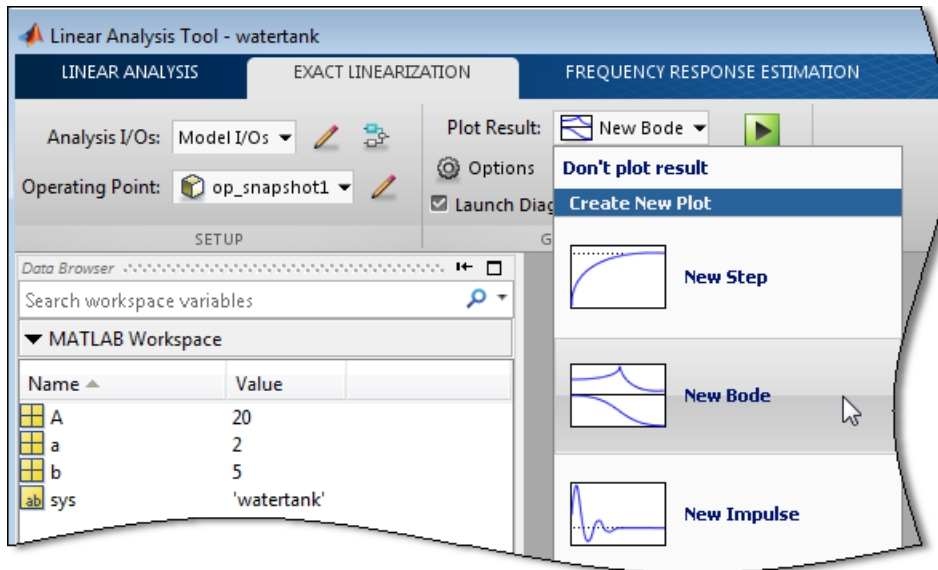 Linear Analysis Tool - watertank
LINEAR ANALYSIS
EXACT LINEARIZATION
FREQUENCY RESPONSE ESTIMATION
Analysis I/Os: Model I/Os
Operating Point: op_snapshot1
SETUP
Plot Result: New Bode
Options
Launch Diag
G
Don't plot result
Create New Plot
New Step
New Bode
New Impulse
Data Browser
Search workspace variables
MATLAB Workspace
Name Value
A 20
a 2
b 5
ab sys 'watertank'